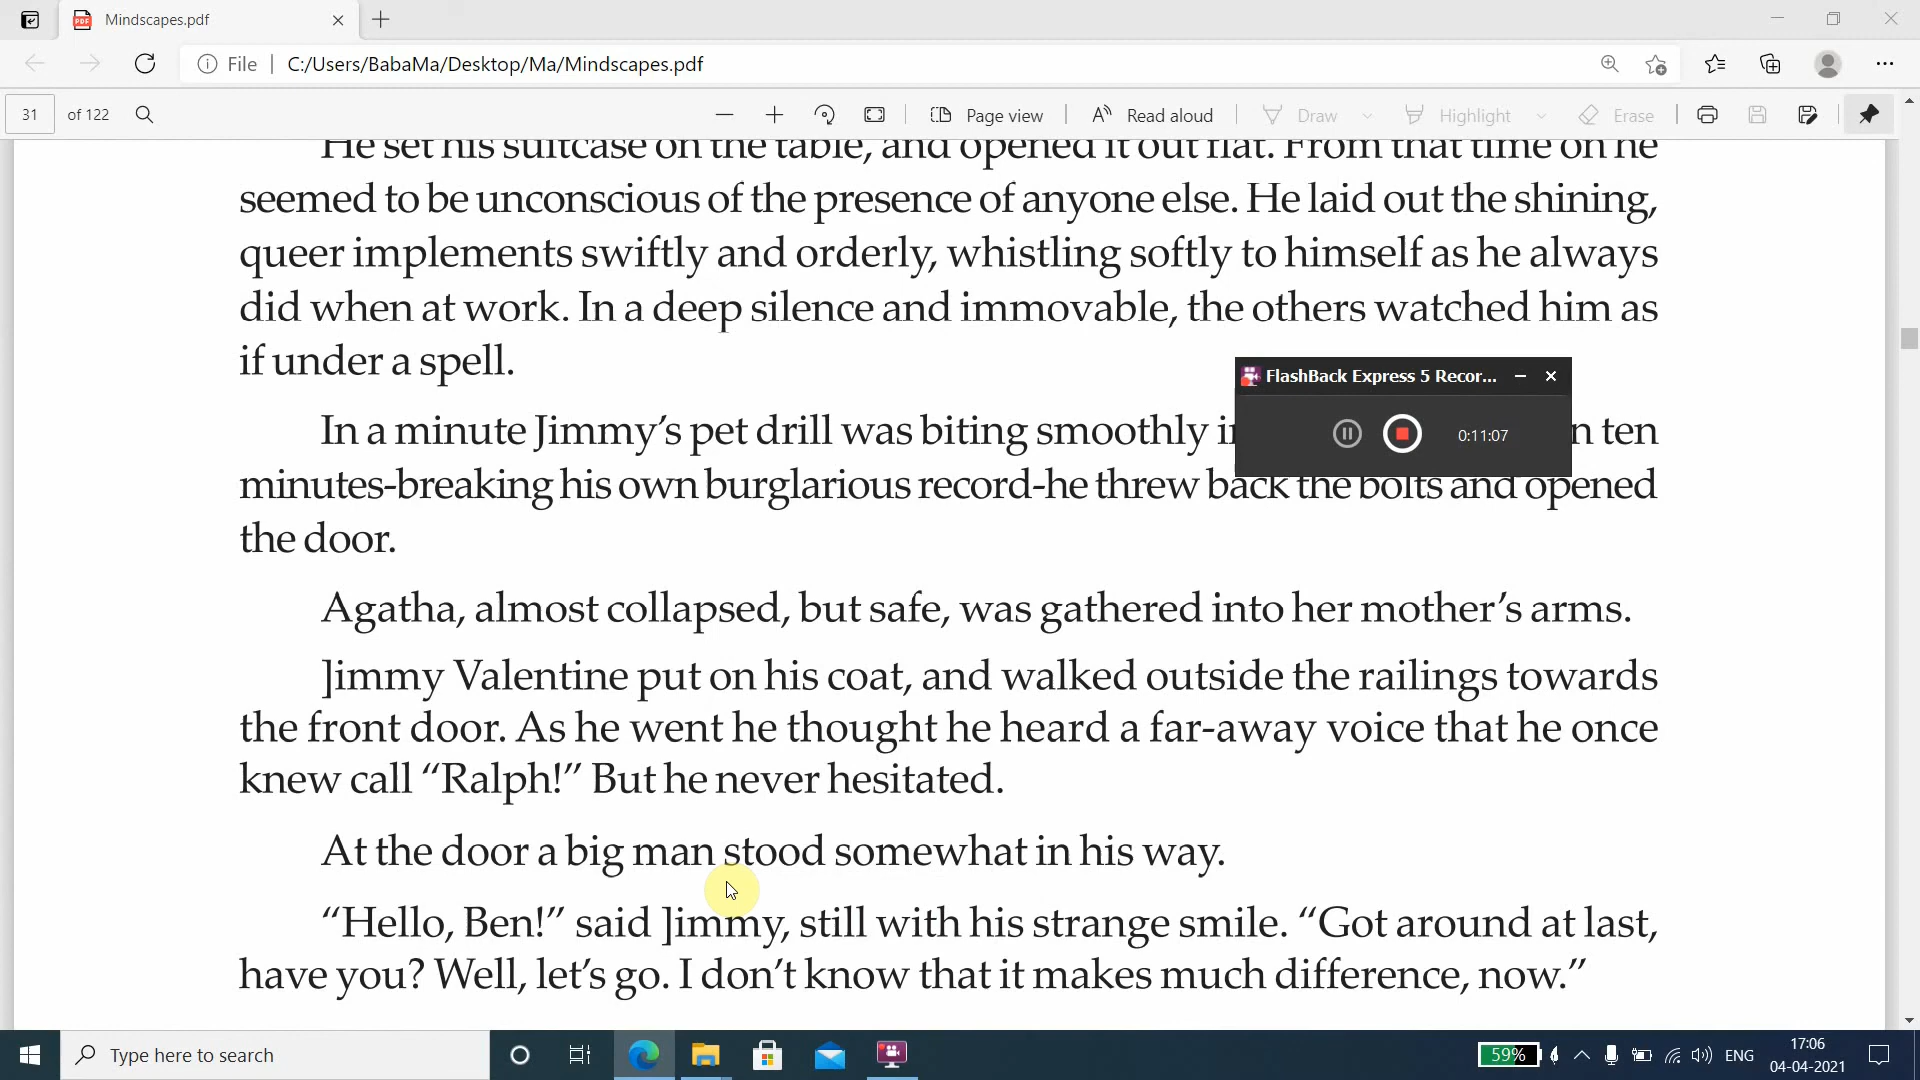 Mindscapes.pdf
File
C:/Users/BabaMa/Desktop/Ma/Mindscapes.pdf
31 of 122
Page view
Read aloud
Draw
Highlight
Erase
He set his suitcase on the table, and opened it out flat. From that time on he
seemed to be unconscious of the presence of anyone else. He laid out the shining,
queer implements swiftly and orderly, whistling softly to himself as he always
did when at work. In a deep silence and immovable, the others watched him as
if under a spell.
FlashBack Express 5 Recor...
0:11:07
In a minute Jimmy's pet drill was biting smoothly ten
minutes-breaking his own burglarious record-he threw back the bolts and opened
the door.
Agatha, almost collapsed, but safe, was gathered into her mother's arms.
]immy Valentine put on his coat, and walked outside the railings towards
the front door. As he went he thought he heard a far-away voice that he once
knew call “Ralph!” But he never hesitated.
At the door a big man stood somewhat in his way.
“Hello, Ben!” said ]immy, still with his strange smile. “Got around at last,
have you? Well, let's go. I don't know that it makes much difference, now.”
Type here to search
59%
ENG
17:06
04-04-2021